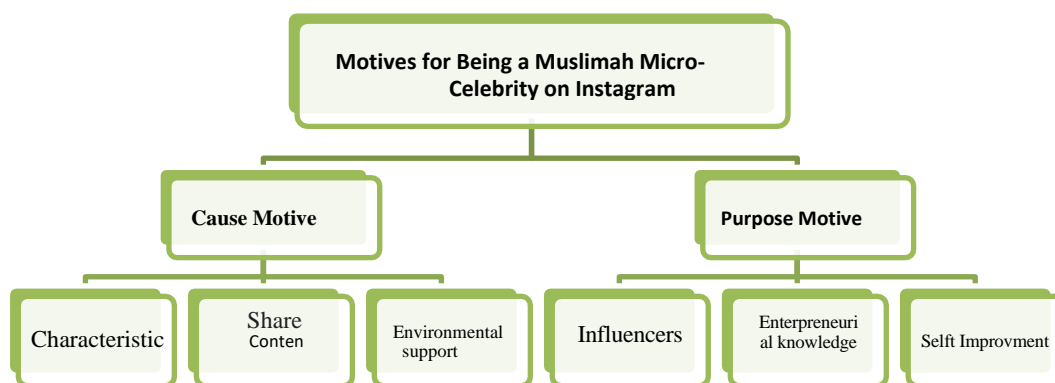 Motives for Being a Muslimah Micro-
Celebrity on Instagram
Cause Motive
Purpose Motive
Characteristic
Share
Conten
Environmental
support
Influencers
Enterpreneuri
al knowledge
Selft Improvment